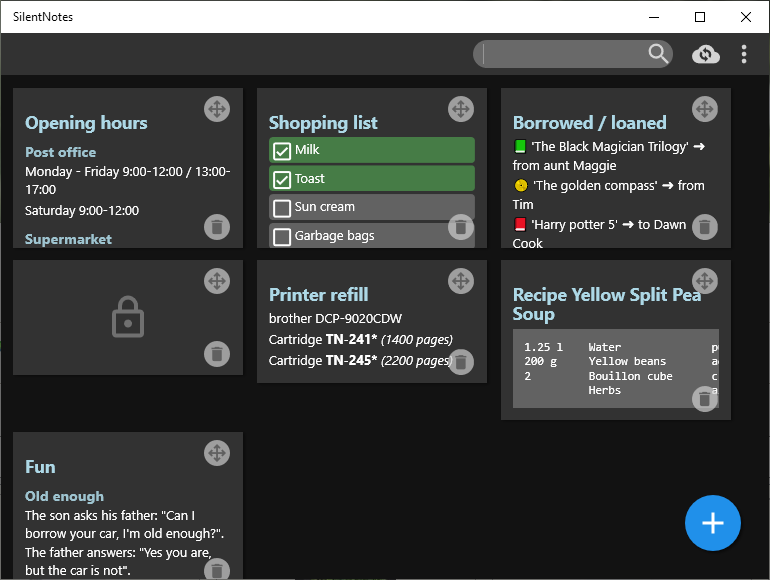 SilentNotes
Opening hours
Post office
Monday - Friday 9:00-12:00 / 13:00-
17:00
Saturday 9:00-12:00
Supermarket
Shopping list
Milk
Toast
Sun cream
Garbage bags
Borrowed / loaned
'The Black Magician Trilogy' ➜
from aunt Maggie
'The golden compass' ➜ from
Tim
'Harry potter 5' ➜ to Dawn
Cook
Printer refill
brother DCP-9020CDW
Cartridge TN-241* (1400 pages)
Cartridge TN-245* (2200 pages)
Recipe Yellow Split Pea
Soup
1.25 l Water
200 g Yellow beans
2 Bouillon cube
Herbs
Fun
Old enough
The son asks his father: "Can I
borrow your car, I'm old enough?".
The father answers: "Yes you are,
but the car is not".